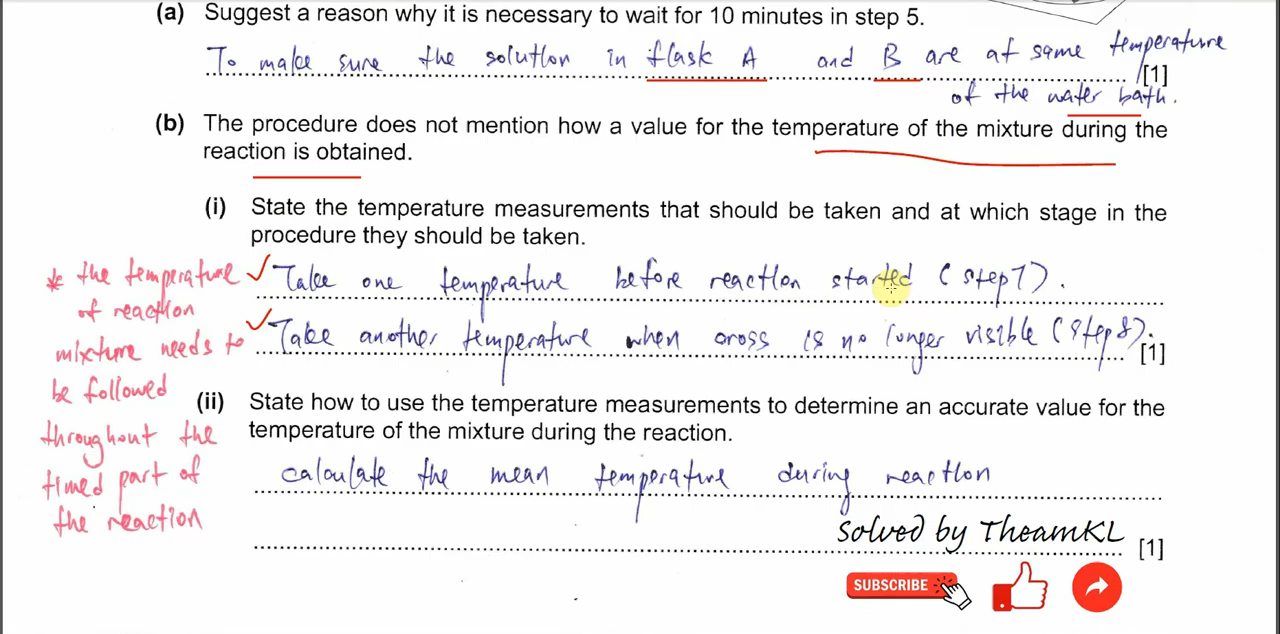 (a) Suggest a reason why it is necessary to wait for 10 minutes in step 5.
To make sure the solution in flask A and B are at same temperature
[1]
of the water bath.
(b) The procedure does not mention how a value for the temperature of the mixture during the
reaction is obtained.
(i) State the temperature measurements that should be taken and at which stage in the
procedure they should be taken.
* the temperature
of reaction
mixture needs to
be followed
throughout the
timed part of
the reaction
✓ Take one temperature before reaction started (step 7).
✓ Take another temperature when cross is no longer visible (step 8).
[1]
(ii) State how to use the temperature measurements to determine an accurate value for the
temperature of the mixture during the reaction.
calculate the mean temperature during reaction
Solved by TheamKL
[1]
SUBSCRIBE